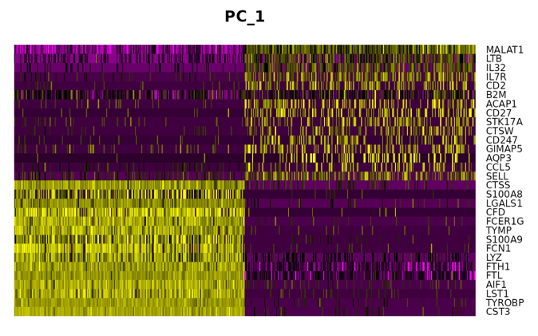 PC_1
MALAT1
LTB
IL32
IL7R
CD2
B2M
ACAP1
CD27
STK17A
CTSW
CD247
GIMAP5
AQP3
CCL5
SELL
CTSS
S100A8
LGALS1
CFD
FCER1G
TYMP
S100A9
FCN1
LYZ
FTH1
FTL
AIF1
LST1
TYROBP
CST3